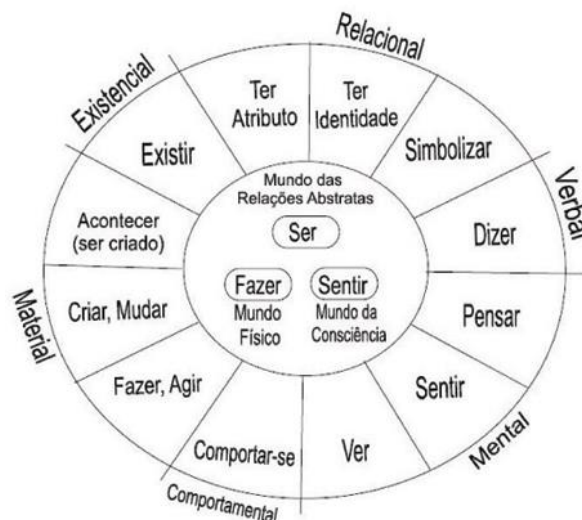 Relacional
Existencial
Ter
Atributo
Ter
Identidade
Existir
Simbolizar
Verbal
Mundo das
Relações Abstratas
Ser
Acontecer
(ser criado)
Dizer
Fazer
Sentir
Mundo
Físico
Mundo da
Consciência
Material
Criar, Mudar
Pensar
Fazer, Agir
Sentir
Mental
Comportar-se
Ver
Comportamental